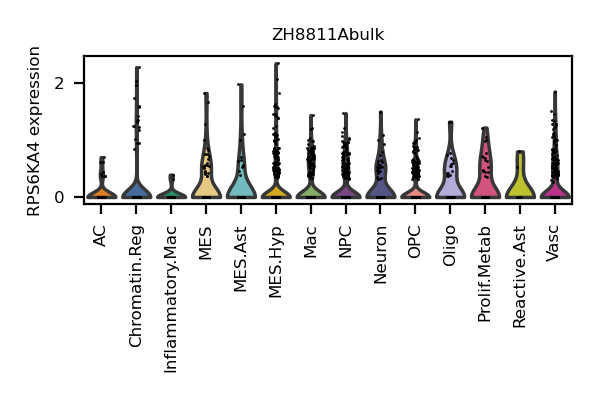 ZH8811Abulk
RPS6KA4 expression
2
0
AC
Chromatin.Reg
Inflammatory.Mac
MES
MES.Ast
MES.Hyp
Mac
NPC
Neuron
OPC
Oligo
Prolif.Metab
Reactive.Ast
Vasc